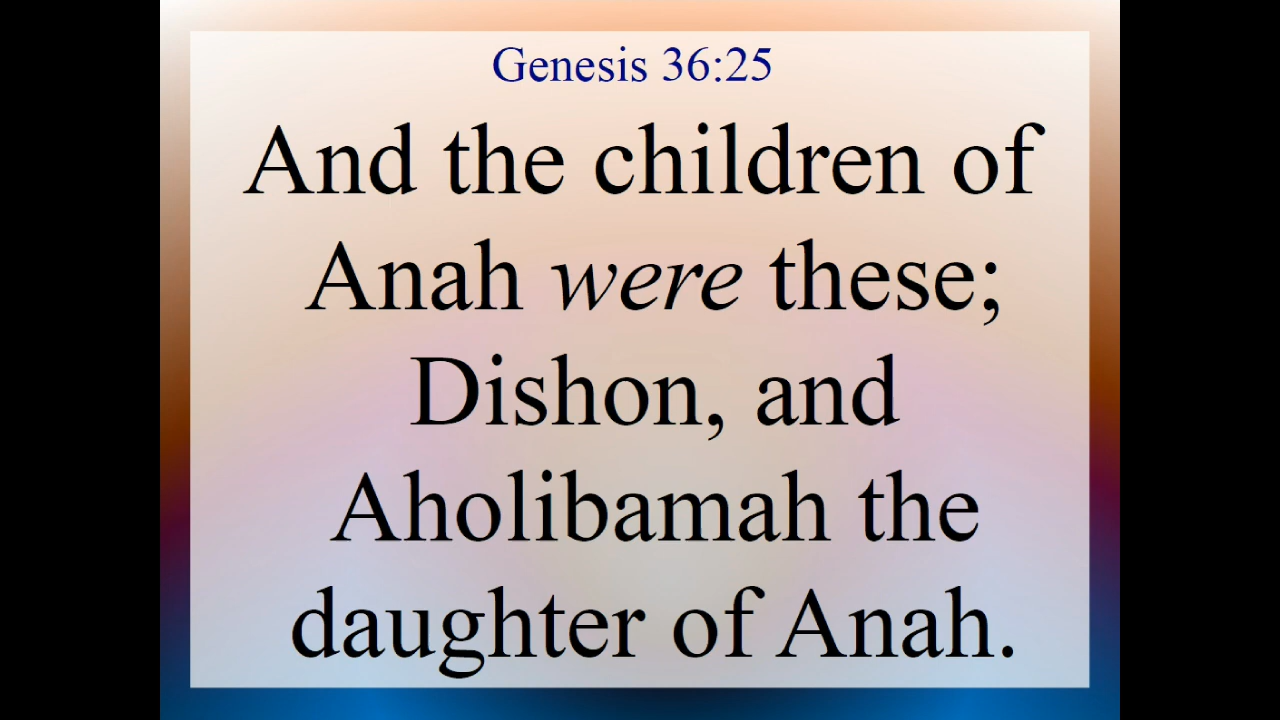 Genesis 36:25
And the children of
Anah were these;
Dishon, and
Aholibamah the
daughter of Anah.